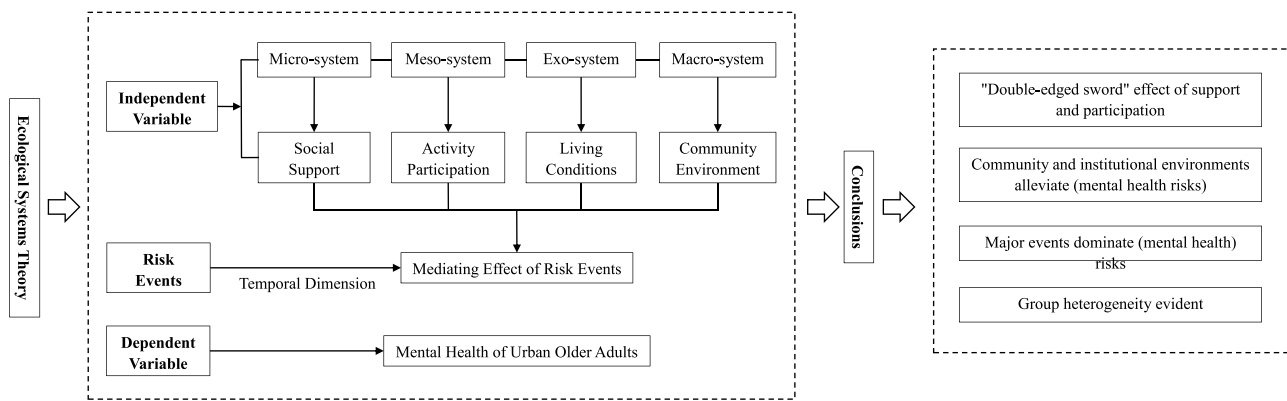 Ecological Systems Theory
Independent
Variable
Micro-system
Meso-system
Exo-system
Macro-system
Social
Support
Activity
Participation
Living
Conditions
Community
Environment
Risk
Events
Temporal Dimension
Mediating Effect of Risk Events
Dependent
Variable
Mental Health of Urban Older Adults
Conclusions
"Double-edged sword" effect of support
and participation
Community and institutional environments
alleviate (mental health risks)
Major events dominate (mental health)
risks
Group heterogeneity evident